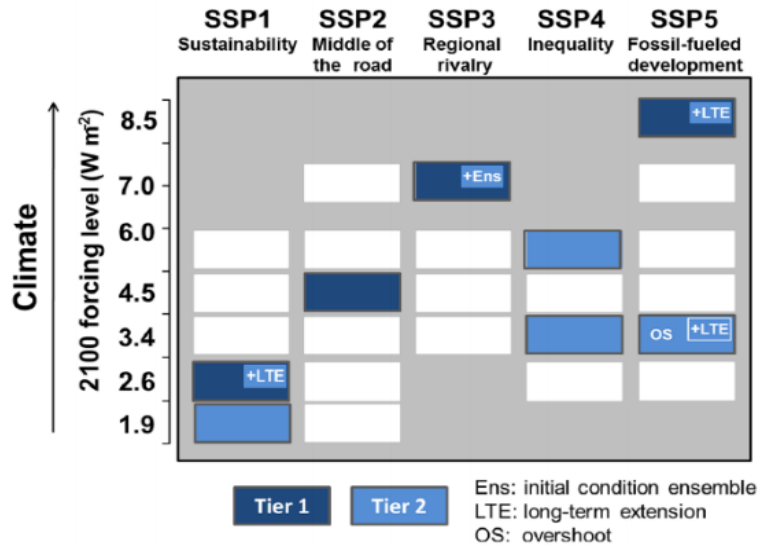 SSP1 SSP2 SSP3 SSP4 SSP5
Sustainability Middle of the road Regional rivalry Inequality Fossil-fueled development
Climate
2100 forcing level (W m⁻²)
8.5 +LTE
7.0 +Ens
6.0
4.5
3.4 OS +LTE
2.6 +LTE
1.9
Tier 1 Tier 2
Ens: initial condition ensemble
LTE: long-term extension
OS: overshoot